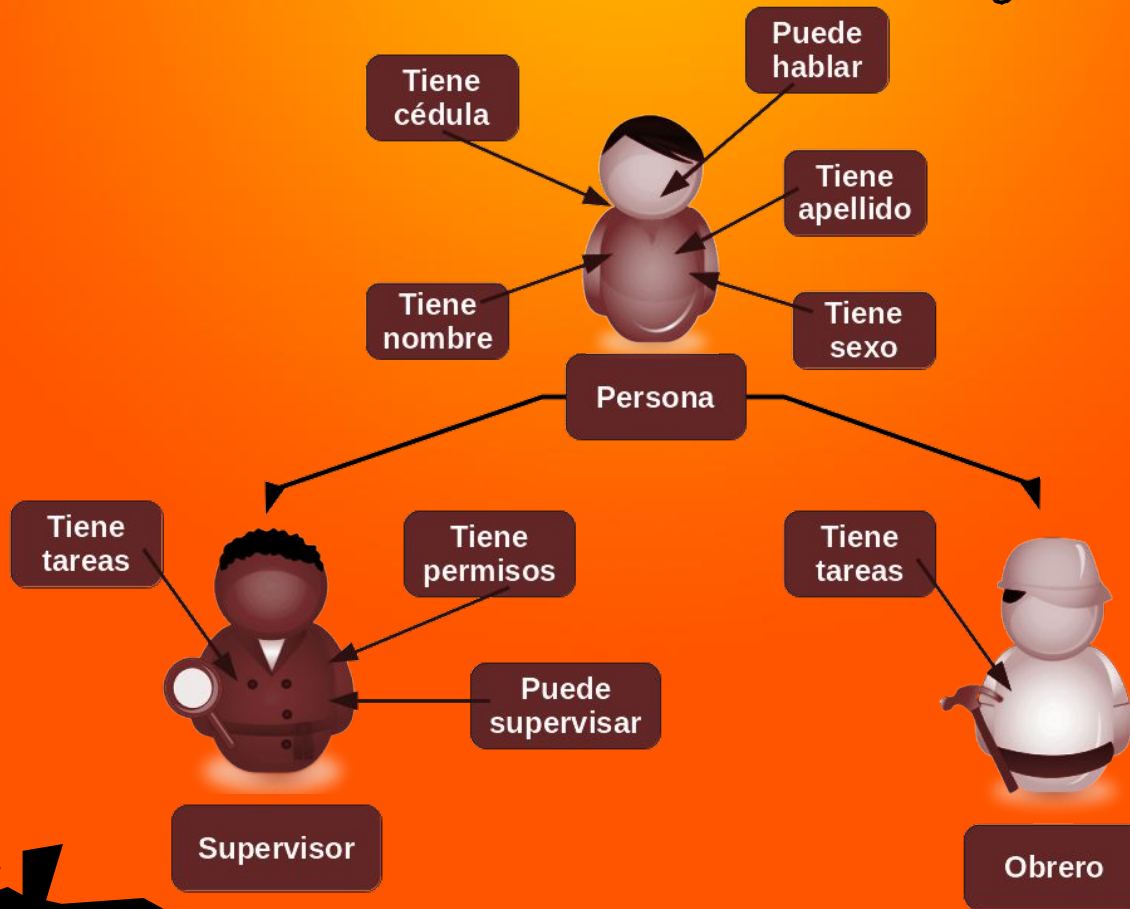 Puede
hablar
Tiene
cédula
Tiene
apellido
Tiene
nombre
Tiene
sexo
Persona
Tiene
tareas
Tiene
permisos
Tiene
tareas
Puede
supervisar
Supervisor
Obrero